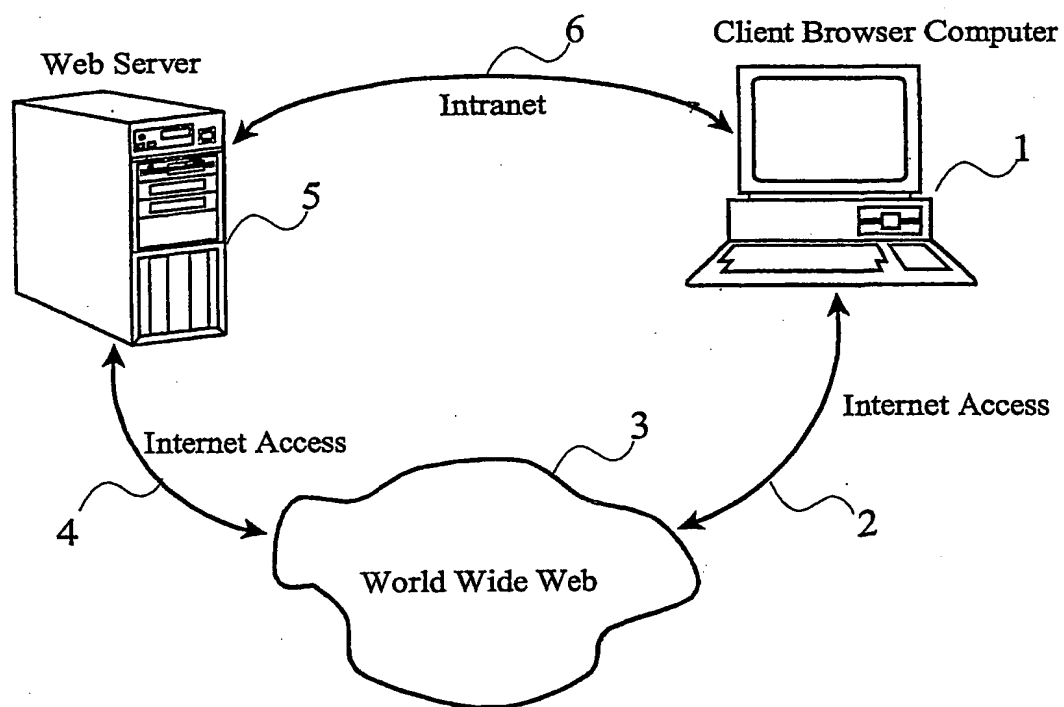 6
Client Browser Computer
Web Server
Intranet
1
5
Internet Access
Internet Access
3
4
2
World Wide Web